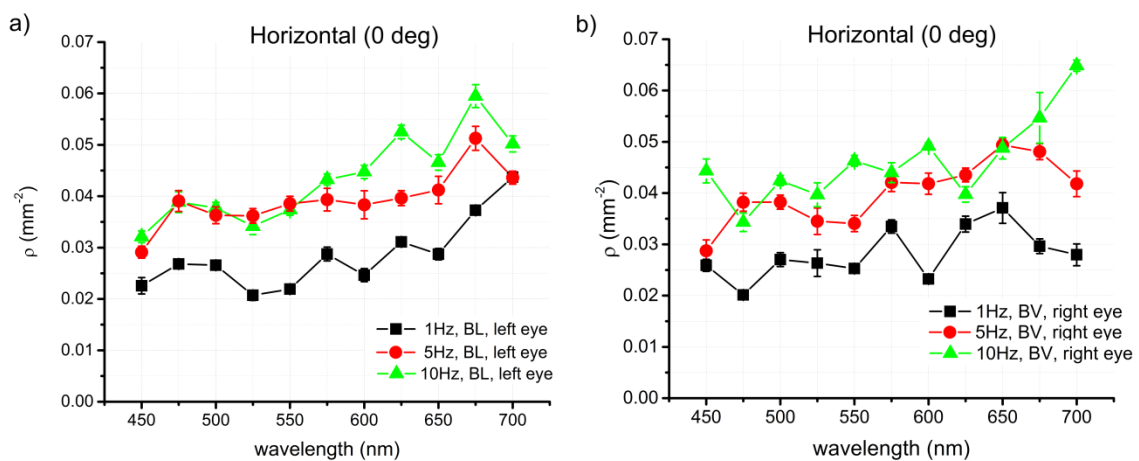 a)
Horizontal (0 deg)
0.07
0.06
0.05
0.04
0.03
0.02
0.01
0.00
ρ (mm-2)
450 500 550 600 650 700
wavelength (nm)
1Hz, BL, left eye
5Hz, BL, left eye
10Hz, BL, left eye
b)
Horizontal (0 deg)
0.07
0.06
0.05
0.04
0.03
0.02
0.01
0.00
ρ (mm-2)
450 500 550 600 650 700
wavelength (nm)
1Hz, BV, right eye
5Hz, BV, right eye
10Hz, BV, right eye